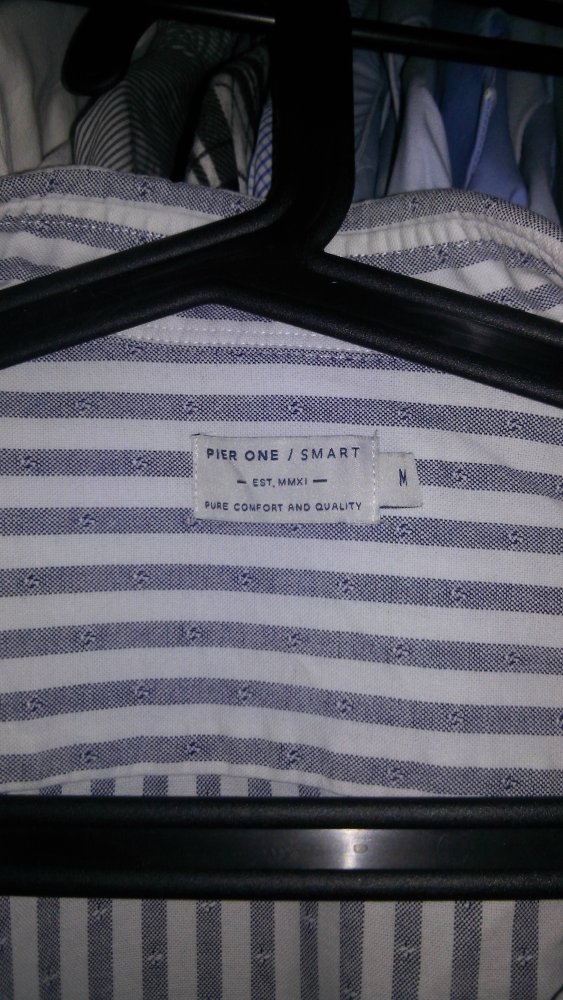 PIER ONE / SMART
— EST. MMXI —
PURE COMFORT AND QUALITY
M